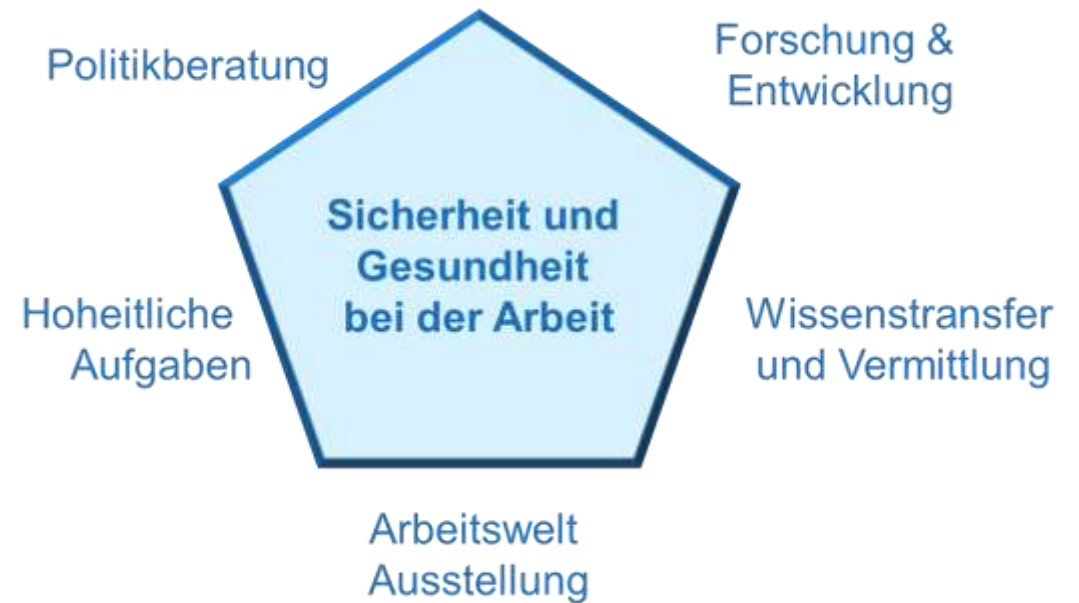 Politikberatung
Forschung &
Entwicklung
Sicherheit und
Gesundheit
bei der Arbeit
Hoheitliche
Aufgaben
Wissenstransfer
und Vermittlung
Arbeitswelt
Ausstellung